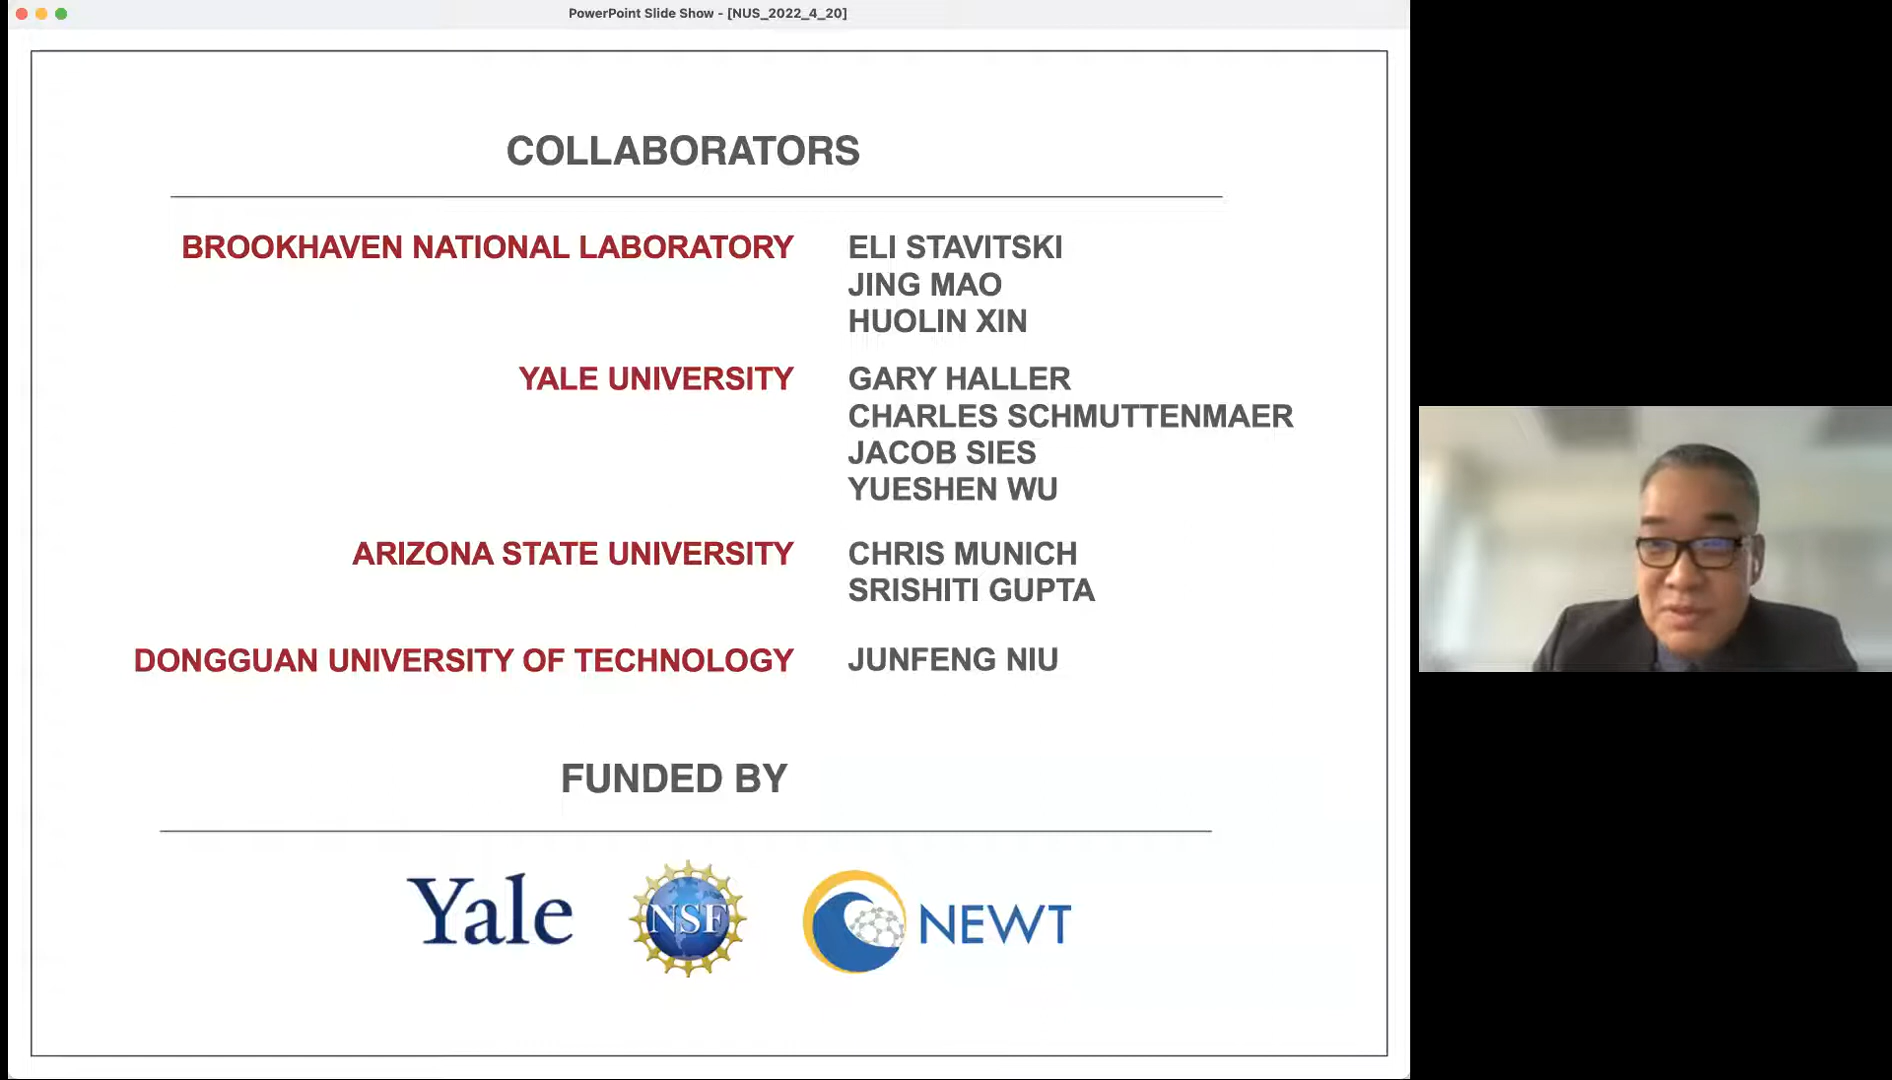 PowerPoint Slide Show - [NUS_2022_4_20]
COLLABORATORS
BROOKHAVEN NATIONAL LABORATORY ELI STAVITSKI
JING MAO
HUOLIN XIN
YALE UNIVERSITY GARY HALLER
CHARLES SCHMUTTENMAER
JACOB SIES
YUESHEN WU
ARIZONA STATE UNIVERSITY CHRIS MUNICH
SRISHITI GUPTA
DONGGUAN UNIVERSITY OF TECHNOLOGY JUNFENG NIU
FUNDED BY
Yale NSF NEWT